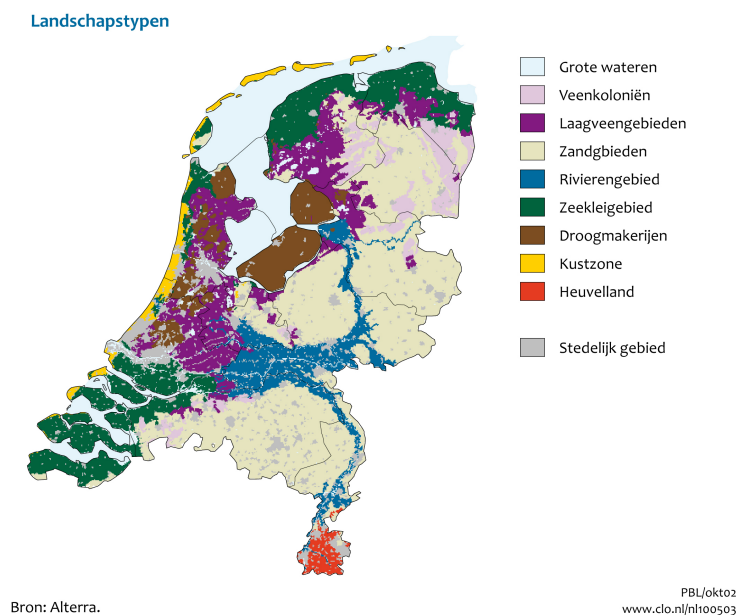 Landschapstypen
Grote wateren
Veenkoloniën
Laagveengebieden
Zandgbieden
Rivierengebied
Zeekleigebied
Droogmakerijen
Kustzone
Heuvelland
Stedelijk gebied
PBL/okt02
Bron: Alterra.
www.clo.nl/nl100503